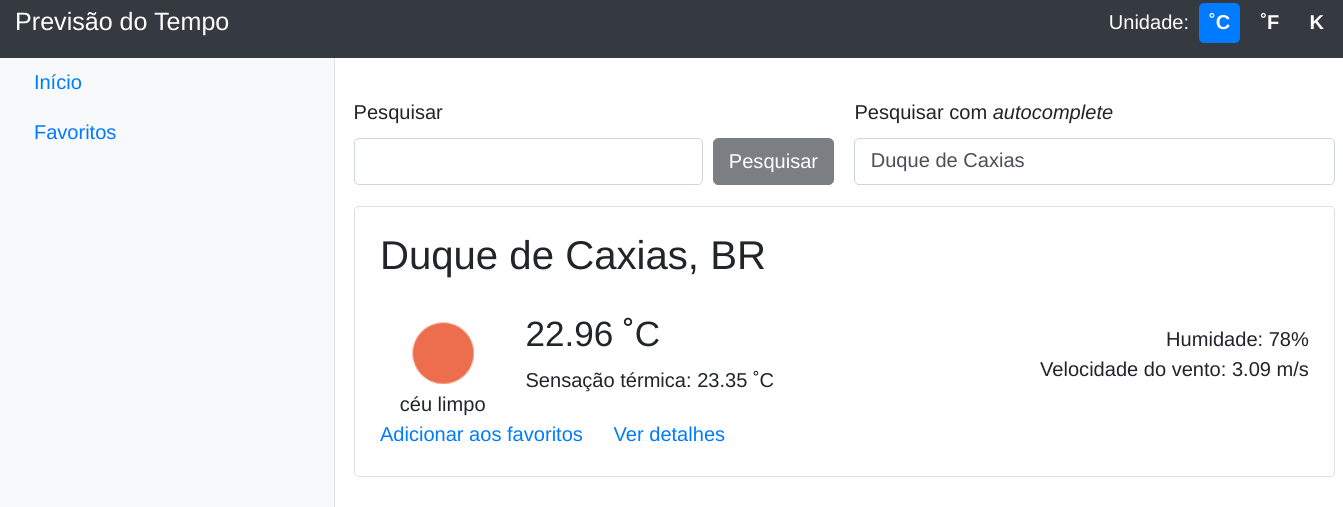 Previsão do Tempo
Unidade: ˚C ˚F K
Início
Favoritos
Pesquisar
Pesquisar
Pesquisar com autocomplete
Duque de Caxias
Duque de Caxias, BR
22.96 ˚C
Sensação térmica: 23.35 ˚C
céu limpo
Humidade: 78%
Velocidade do vento: 3.09 m/s
Adicionar aos favoritos
Ver detalhes